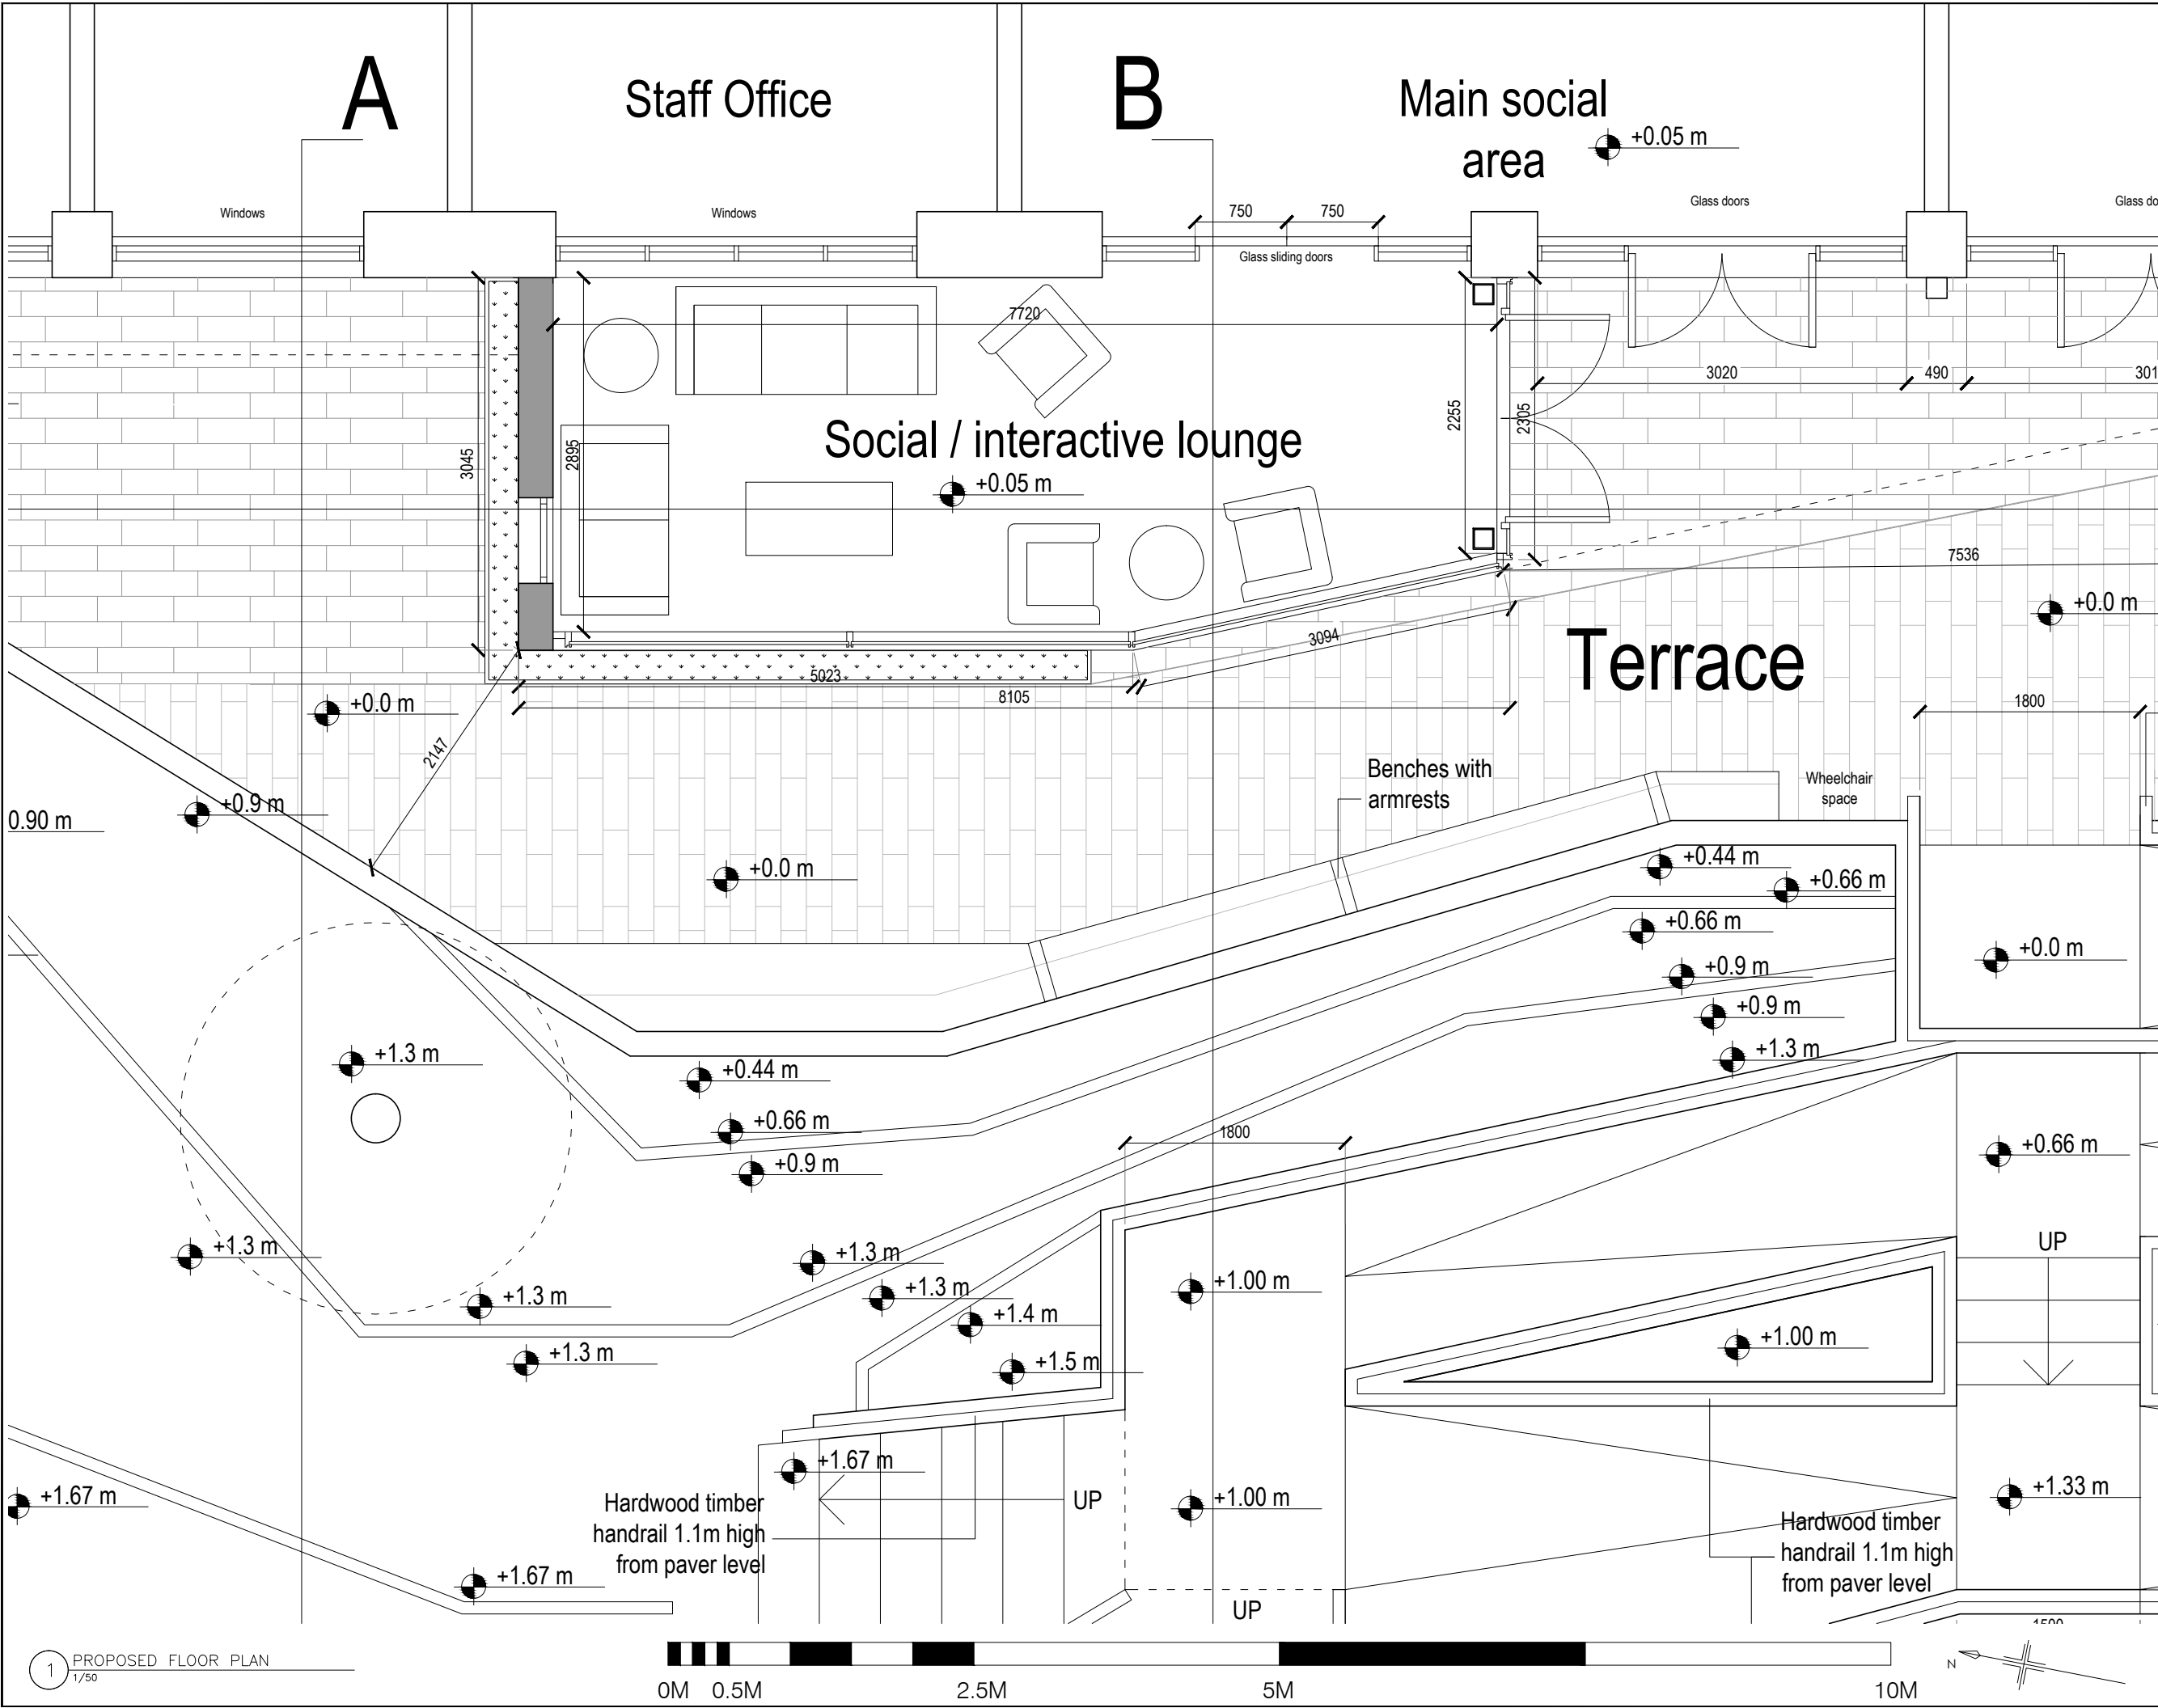 A
Staff Office
B
Main social
area
+0.05 m
Windows
Windows
750
750
Glass doors
Glass do
Glass sliding doors
7720
3020
490
301
3045
2895
Social / interactive lounge
+0.05 m
2255
2305
7536
+0.0 m
3094
Terrace
5023
8105
+0.0 m
1800
2147
Benches with
armrests
Wheelchair
space
+0.9 m
0.90 m
+0.0 m
+0.44 m
+0.66 m
+0.66 m
+0.9 m
+0.0 m
+0.9 m
+1.3 m
+1.3 m
+0.44 m
+0.66 m
+0.9 m
1800
+0.66 m
UP
+1.3 m
+1.3 m
+1.3 m
+1.3 m
+1.4 m
+1.00 m
+1.00 m
+1.3 m
+1.5 m
+1.67 m
+1.67 m
Hardwood timber
handrail 1.1m high
from paver level
UP
+1.00 m
+1.33 m
Hardwood timber
handrail 1.1m high
from paver level
+1.67 m
UP
1 PROPOSED FLOOR PLAN
1/50
0M 0.5M 2.5M 5M 10M
N